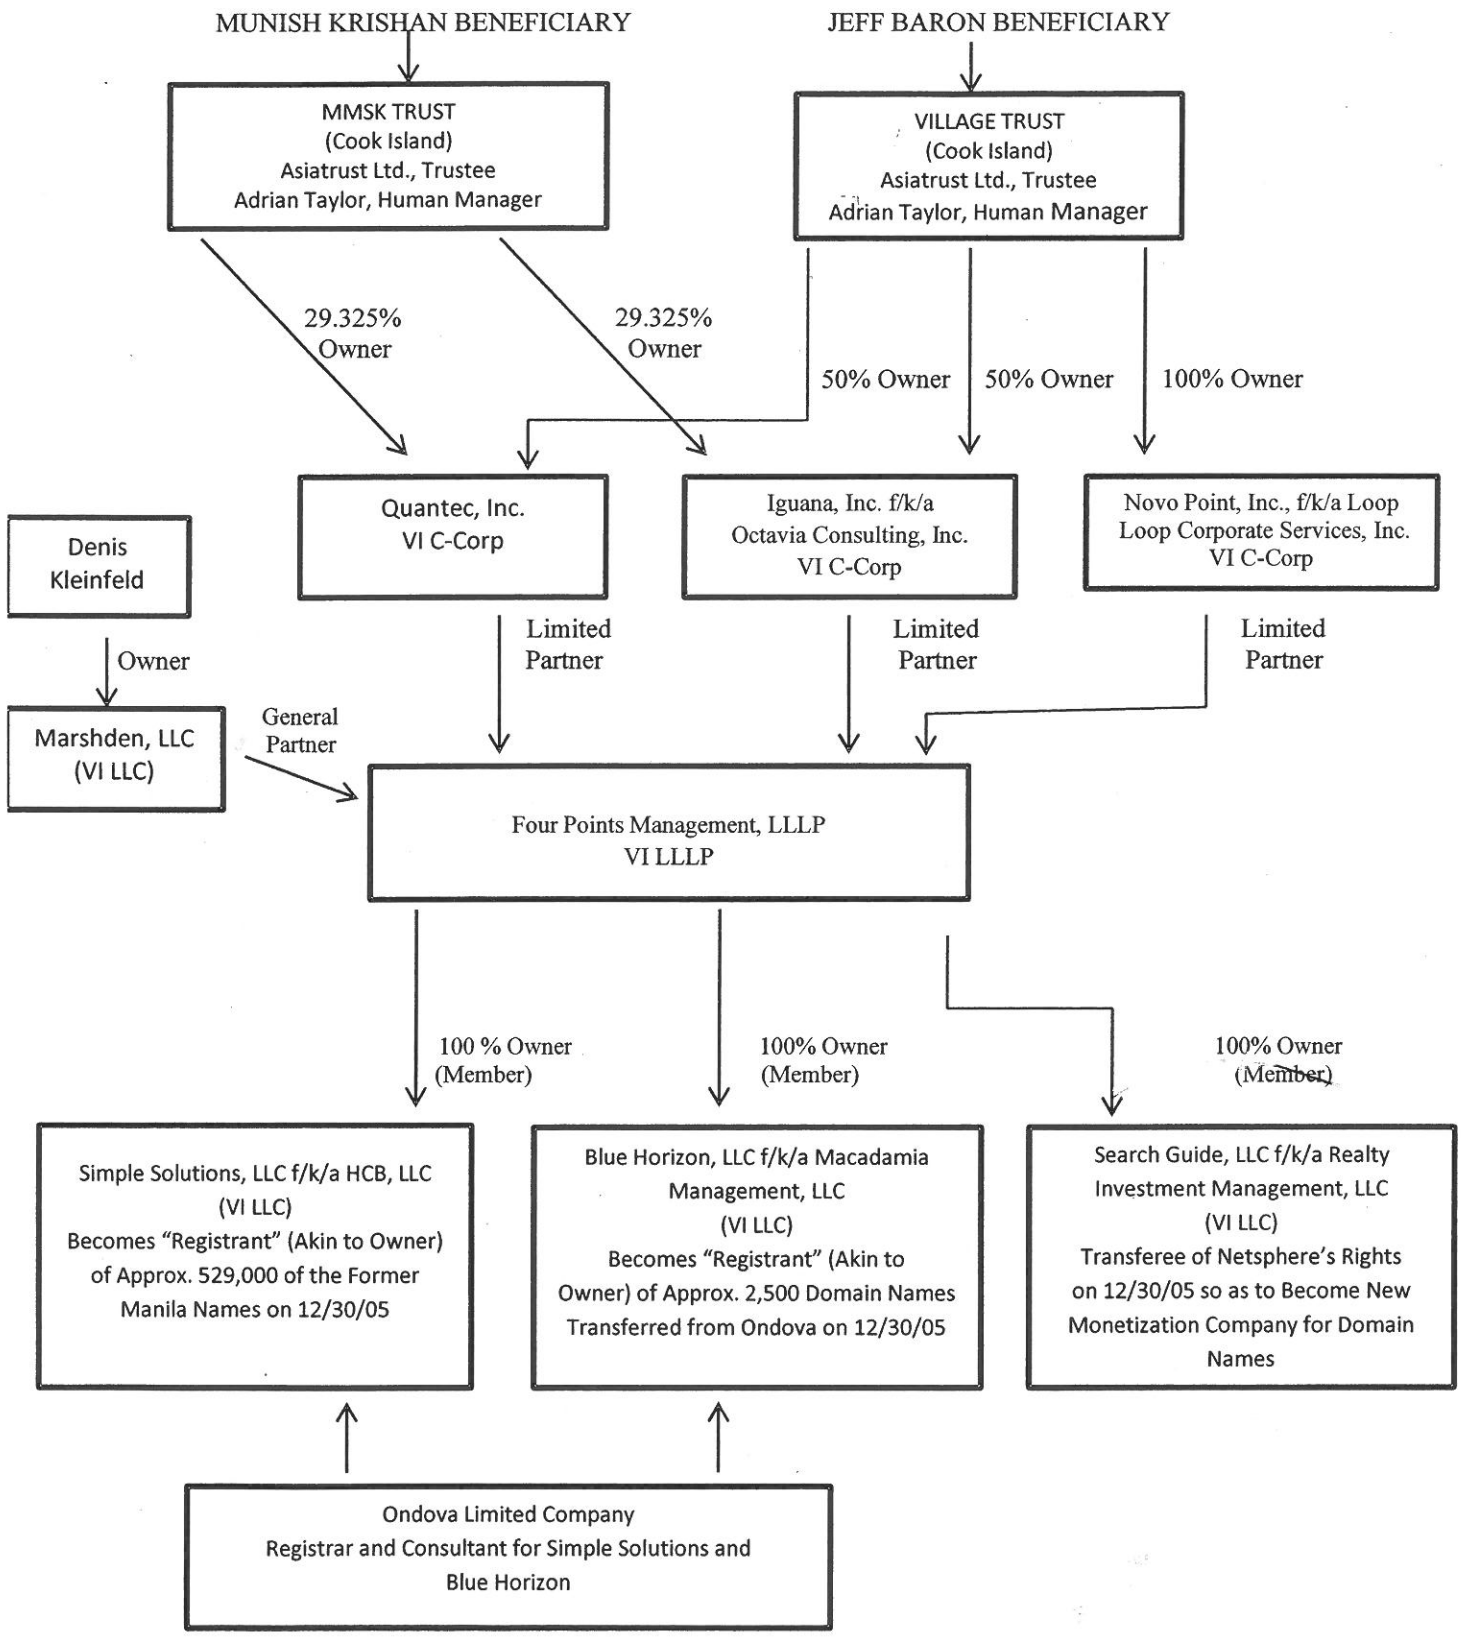 MUNISH KRISHAN BENEFICIARY
JEFF BARON BENEFICIARY
MMSK TRUST
(Cook Island)
Asiatrust Ltd., Trustee
Adrian Taylor, Human Manager
VILLAGE TRUST
(Cook Island)
Asiatrust Ltd., Trustee
Adrian Taylor, Human Manager
29.325%
Owner
29.325%
Owner
50% Owner
50% Owner
100% Owner
Quantec, Inc.
VI C-Corp
Iguana, Inc. f/k/a
Octavia Consulting, Inc.
VI C-Corp
Novo Point, Inc., f/k/a Loop
Loop Corporate Services, Inc.
VI C-Corp
Denis
Kleinfeld
Owner
Marshden, LLC
(VI LLC)
General
Partner
Limited
Partner
Limited
Partner
Limited
Partner
Four Points Management, LLLP
VI LLLP
100 % Owner
(Member)
100% Owner
(Member)
100% Owner
(Member)
Simple Solutions, LLC f/k/a HCB, LLC
(VI LLC)
Becomes “Registrant” (Akin to Owner)
of Approx. 529,000 of the Former
Manila Names on 12/30/05
Blue Horizon, LLC f/k/a Macadamia
Management, LLC
(VI LLC)
Becomes “Registrant” (Akin to
Owner) of Approx. 2,500 Domain Names
Transferred from Ondova on 12/30/05
Search Guide, LLC f/k/a Realty
Investment Management, LLC
(VI LLC)
Transferee of Netsphere’s Rights
on 12/30/05 so as to Become New
Monetization Company for Domain
Names
Ondova Limited Company
Registrar and Consultant for Simple Solutions and
Blue Horizon